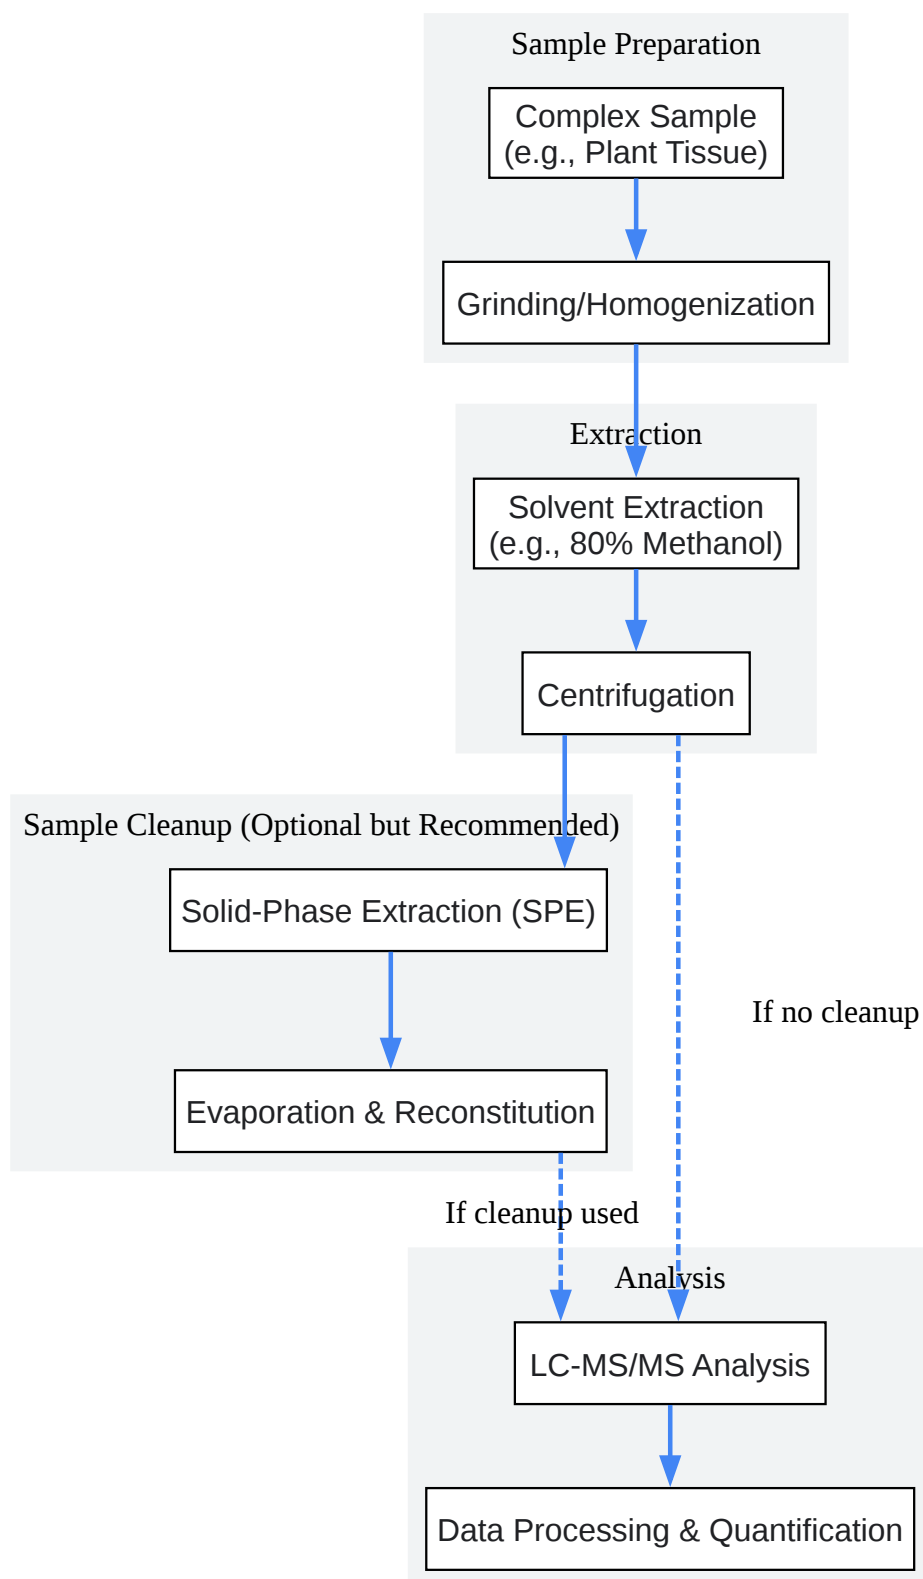 Sample Preparation
Complex Sample
(e.g., Plant Tissue)
Grinding/Homogenization
Extraction
Solvent Extraction
(e.g., 80% Methanol)
Centrifugation
Sample Cleanup (Optional but Recommended)
Solid-Phase Extraction (SPE)
If no cleanup
Evaporation & Reconstitution
If cleanup used
Analysis
LC-MS/MS Analysis
Data Processing & Quantification